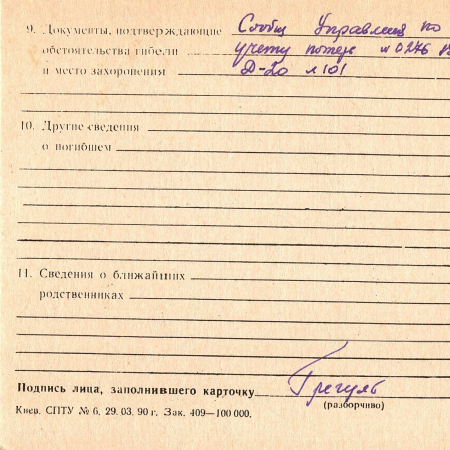 9. Документы, подтверждающие Сообщ Управления по
обстоятельства гибели учету потерь №0276
и место захоронения Д-20 л 101
10. Другие сведения
о погибшем
11. Сведения о ближайших
родственниках
Подпись лица, заполнившего карточку
(разборчиво)
Киев. СПТУ № 6, 29. 03. 90 г. Зак. 409—100 000.